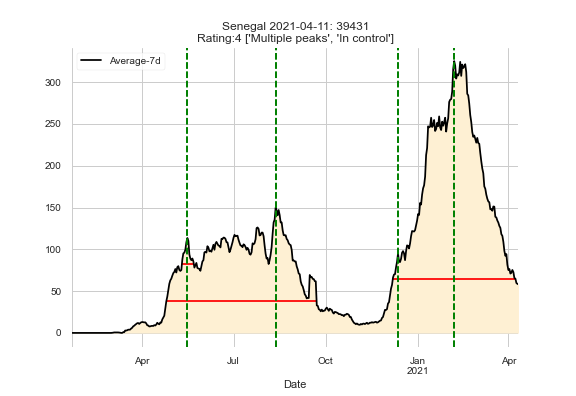 Senegal 2021-04-11: 39431
Rating:4 ['Multiple peaks', 'In control']
Average-7d
300
250
200
150
100
50
0
Apr Jul Oct Jan Apr
2021
Date